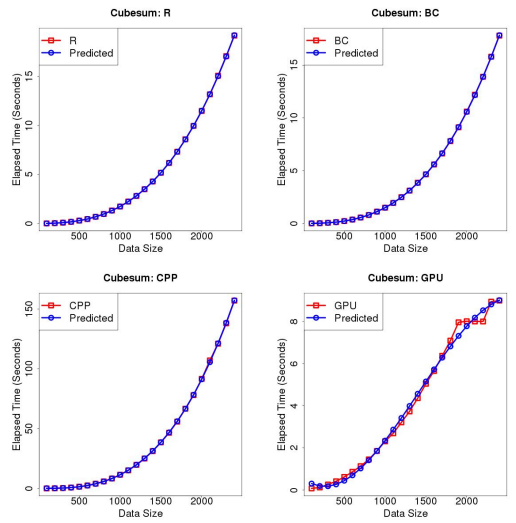 Cubesum: R
R
Predicted
Elapsed Time (Seconds)
0 5 10 15
500 1000 1500 2000
Data Size
Cubesum: BC
BC
Predicted
Elapsed Time (Seconds)
0 5 10 15
500 1000 1500 2000
Data Size
Cubesum: CPP
CPP
Predicted
Elapsed Time (Seconds)
0 50 100 150
500 1000 1500 2000
Data Size
Cubesum: GPU
GPU
Predicted
Elapsed Time (Seconds)
0 2 4 6 8
500 1000 1500 2000
Data Size